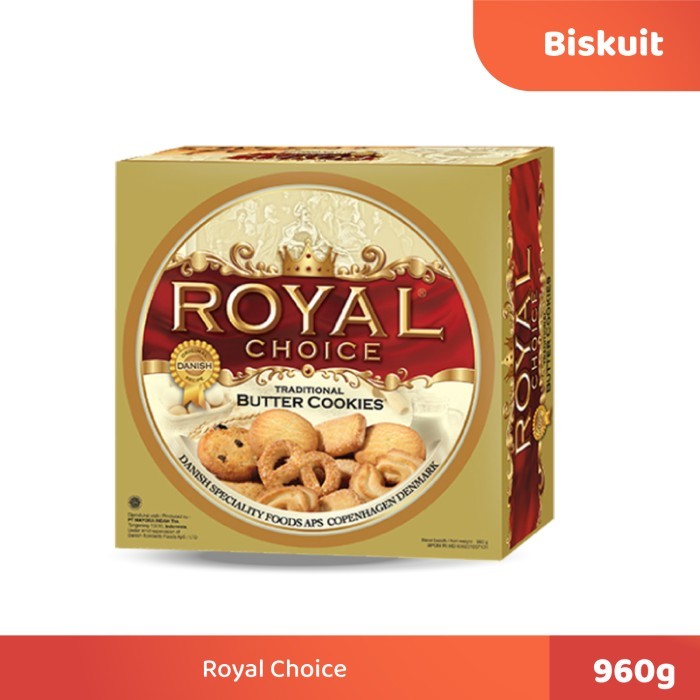 Biskuit
ROYAL
CHOICE
DANISH
RECIPE
TRADITIONAL
BUTTER COOKIES
DANISH SPECIALITY FOODS APS COPENHAGEN DENMARK
ROYAL
CHOICE
BUTTER COOKIES
Royal Choice
960g